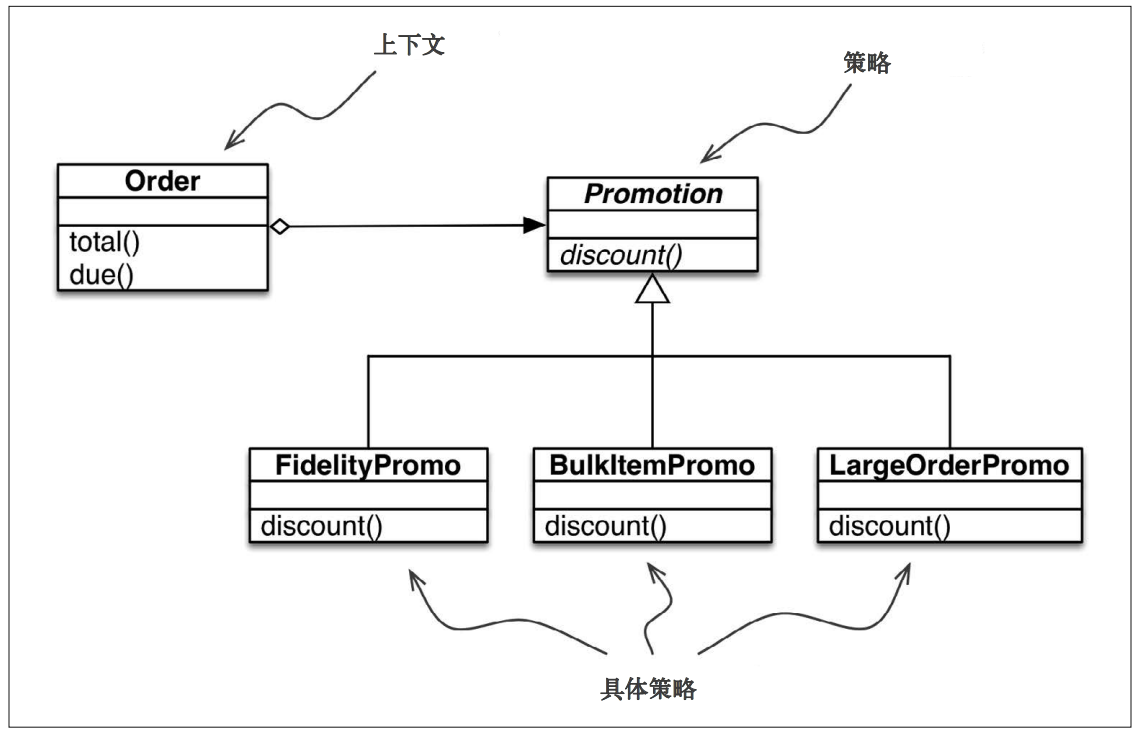 上下文
策略
Order
total()
due()
Promotion
discount()
FidelityPromo
discount()
BulkItemPromo
discount()
LargeOrderPromo
discount()
具体策略